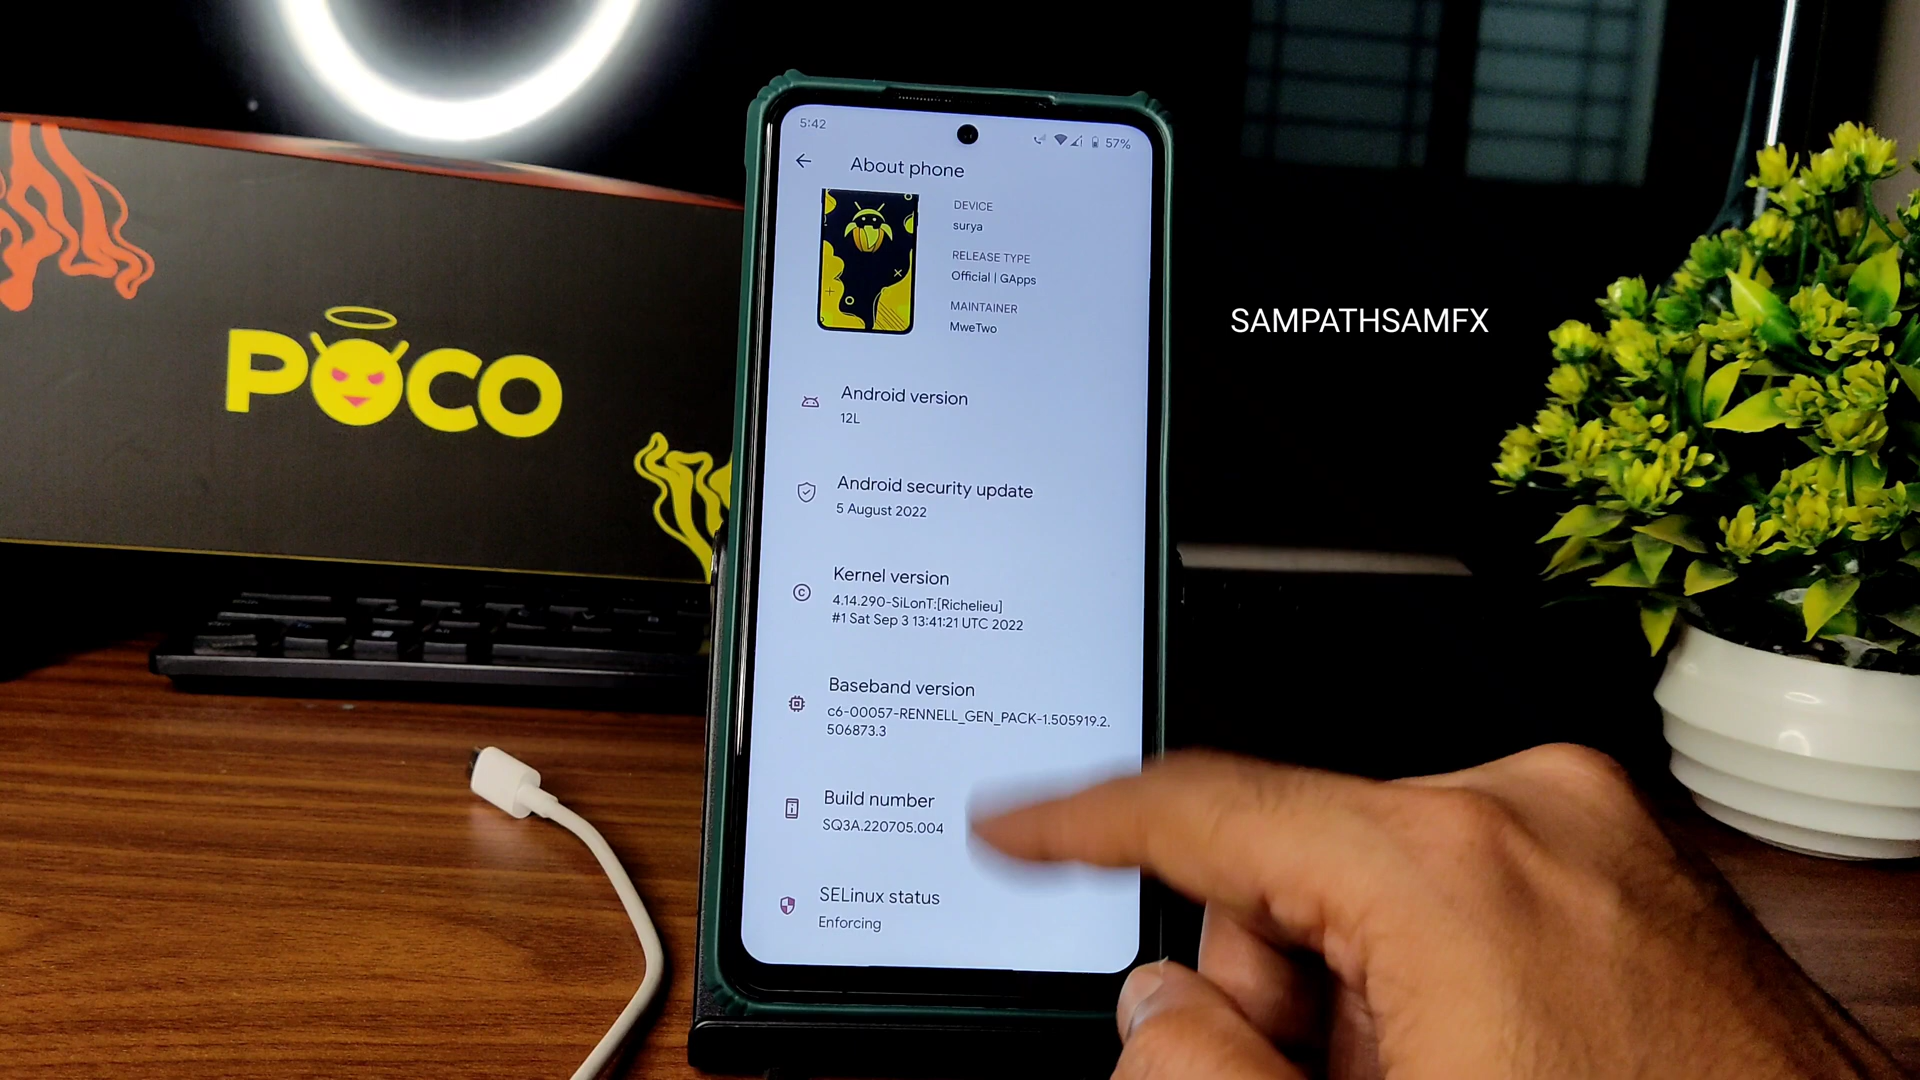 POCO
5:42
57%
About phone
DEVICE
surya
RELEASE TYPE
Official | GApps
MAINTAINER
MweTwo
Android version
12L
Android security update
5 August 2022
Kernel version
4.14.290-SiLonT:[Richelieu]
#1 Sat Sep 3 13:41:21 UTC 2022
Baseband version
c6-00057-RENNELL_GEN_PACK-1.505919.2.
506873.3
Build number
SQ3A.220705.004
SELinux status
Enforcing
SAMPATHSAMFX